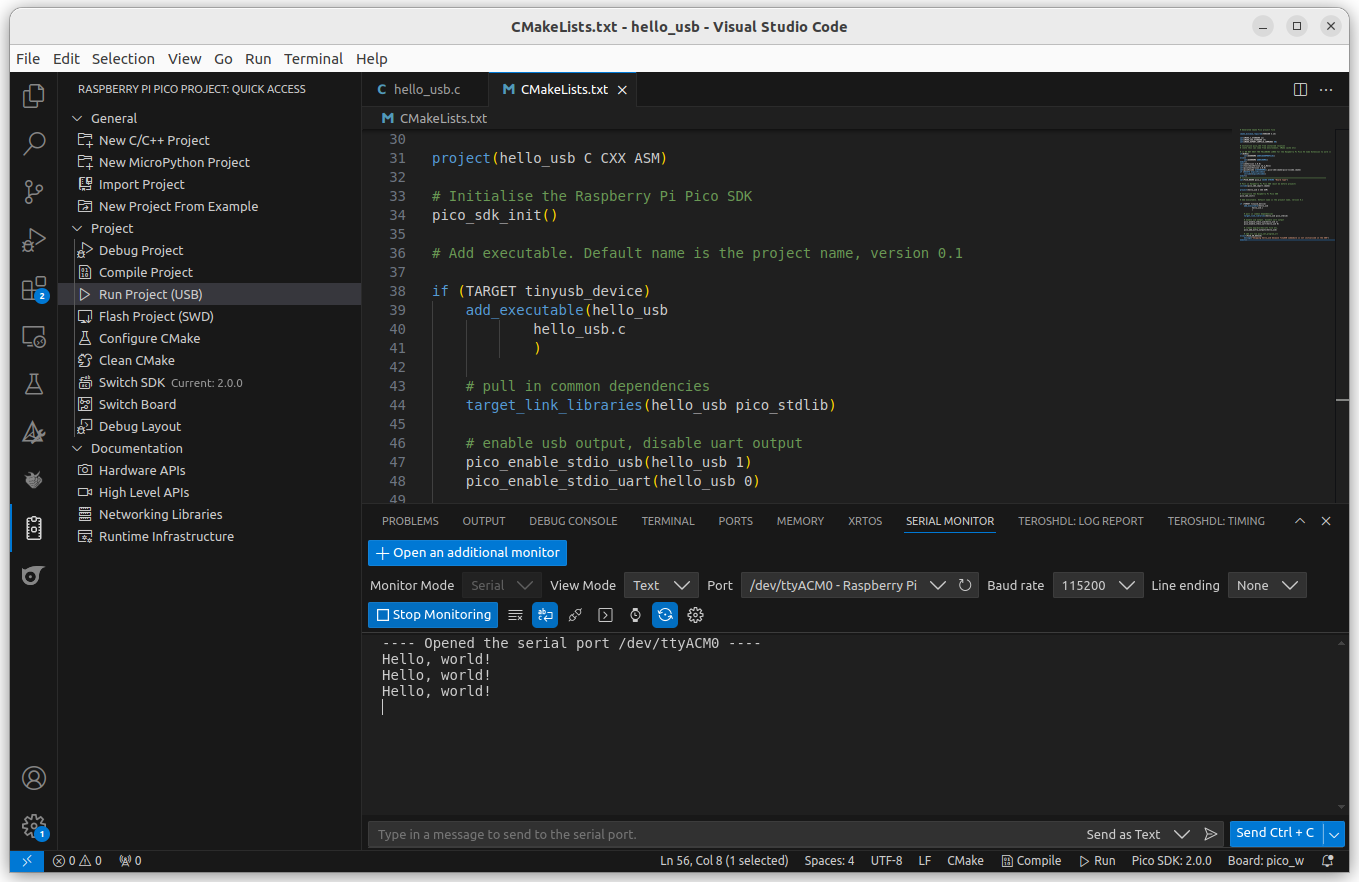 CMakeLists.txt - hello_usb - Visual Studio Code
File Edit Selection View Go Run Terminal Help
RASPBERRY PI PICO PROJECT: QUICK ACCESS
General
New C/C++ Project
New MicroPython Project
Import Project
New Project From Example
Project
Debug Project
Compile Project
Run Project (USB)
Flash Project (SWD)
Configure CMake
Clean CMake
Switch SDK Current: 2.0.0
Switch Board
Debug Layout
Documentation
Hardware APIs
High Level APIs
Networking Libraries
Runtime Infrastructure
2
1
C hello_usb.c
M CMakeLists.txt
M CMakeLists.txt
30
31 project(hello_usb C CXX ASM)
32
33 # Initialise the Raspberry Pi Pico SDK
34 pico_sdk_init()
35
36 # Add executable. Default name is the project name, version 0.1
37
38 if (TARGET tinyusb_device)
39 add_executable(hello_usb
40 hello_usb.c
41 )
42
43 # pull in common dependencies
44 target_link_libraries(hello_usb pico_stdlib)
45
46 # enable usb output, disable uart output
47 pico_enable_stdio_usb(hello_usb 1)
48 pico_enable_stdio_uart(hello_usb 0)
49
PROBLEMS OUTPUT DEBUG CONSOLE TERMINAL PORTS MEMORY XRTOS SERIAL MONITOR TEROSHDL: LOG REPORT TEROSHDL: TIMING
Open an additional monitor
Monitor Mode Serial View Mode Text Port /dev/ttyACM0 - Raspberry Pi Baud rate 115200 Line ending None
Stop Monitoring
---- Opened the serial port /dev/ttyACM0 ----
Hello, world!
Hello, world!
Hello, world!
Type in a message to send to the serial port. Send as Text Send Ctrl + C
0 0 0 Ln 56, Col 8 (1 selected) Spaces: 4 UTF-8 LF CMake Compile Run Pico SDK: 2.0.0 Board: pico_w